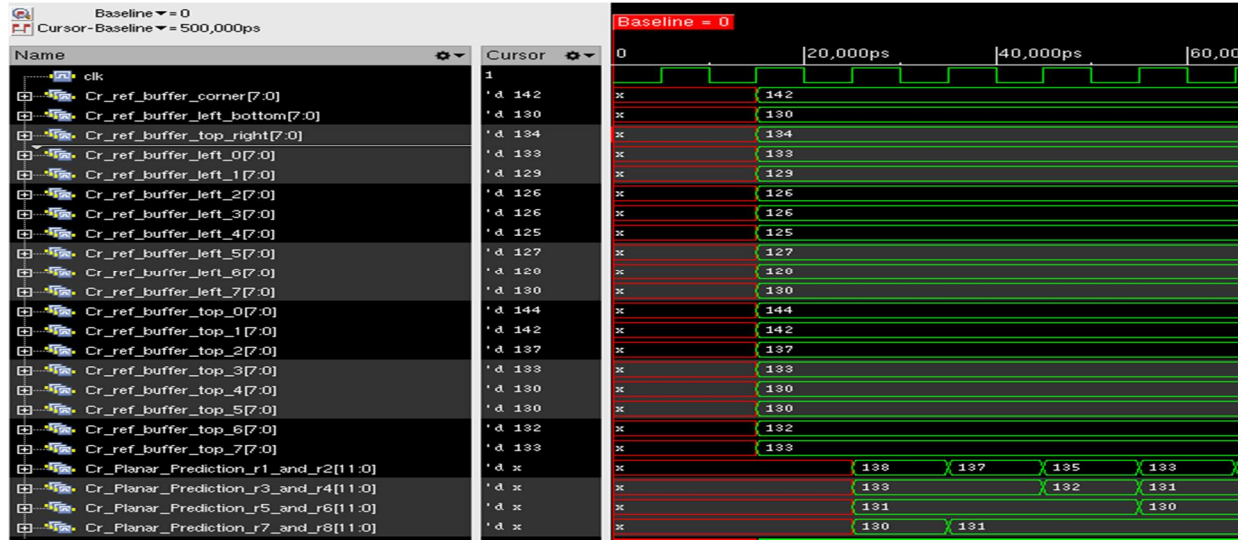 Baseline ▾= 0
Cursor-Baseline ▾= 500,000ps
Baseline = 0
Name Cursor 0 20,000ps 40,000ps 60,00
clk 1
Cr_ref_buffer_corner[7:0] 'd 142 x 142
Cr_ref_buffer_left_bottom[7:0] 'd 130 x 130
Cr_ref_buffer_top_right[7:0] 'd 134 x 134
Cr_ref_buffer_left_0[7:0] 'd 133 x 133
Cr_ref_buffer_left_1[7:0] 'd 129 x 129
Cr_ref_buffer_left_2[7:0] 'd 126 x 126
Cr_ref_buffer_left_3[7:0] 'd 126 x 126
Cr_ref_buffer_left_4[7:0] 'd 125 x 125
Cr_ref_buffer_left_5[7:0] 'd 127 x 127
Cr_ref_buffer_left_6[7:0] 'd 128 x 128
Cr_ref_buffer_left_7[7:0] 'd 130 x 130
Cr_ref_buffer_top_0[7:0] 'd 144 x 144
Cr_ref_buffer_top_1[7:0] 'd 142 x 142
Cr_ref_buffer_top_2[7:0] 'd 137 x 137
Cr_ref_buffer_top_3[7:0] 'd 133 x 133
Cr_ref_buffer_top_4[7:0] 'd 130 x 130
Cr_ref_buffer_top_5[7:0] 'd 130 x 130
Cr_ref_buffer_top_6[7:0] 'd 132 x 132
Cr_ref_buffer_top_7[7:0] 'd 133 x 133
Cr_Planar_Prediction_r1_and_r2[11:0] 'd x x 138 137 135 133
Cr_Planar_Prediction_r3_and_r4[11:0] 'd x x 133 132 131
Cr_Planar_Prediction_r5_and_r6[11:0] 'd x x 131 130
Cr_Planar_Prediction_r7_and_r8[11:0] 'd x x 130 131